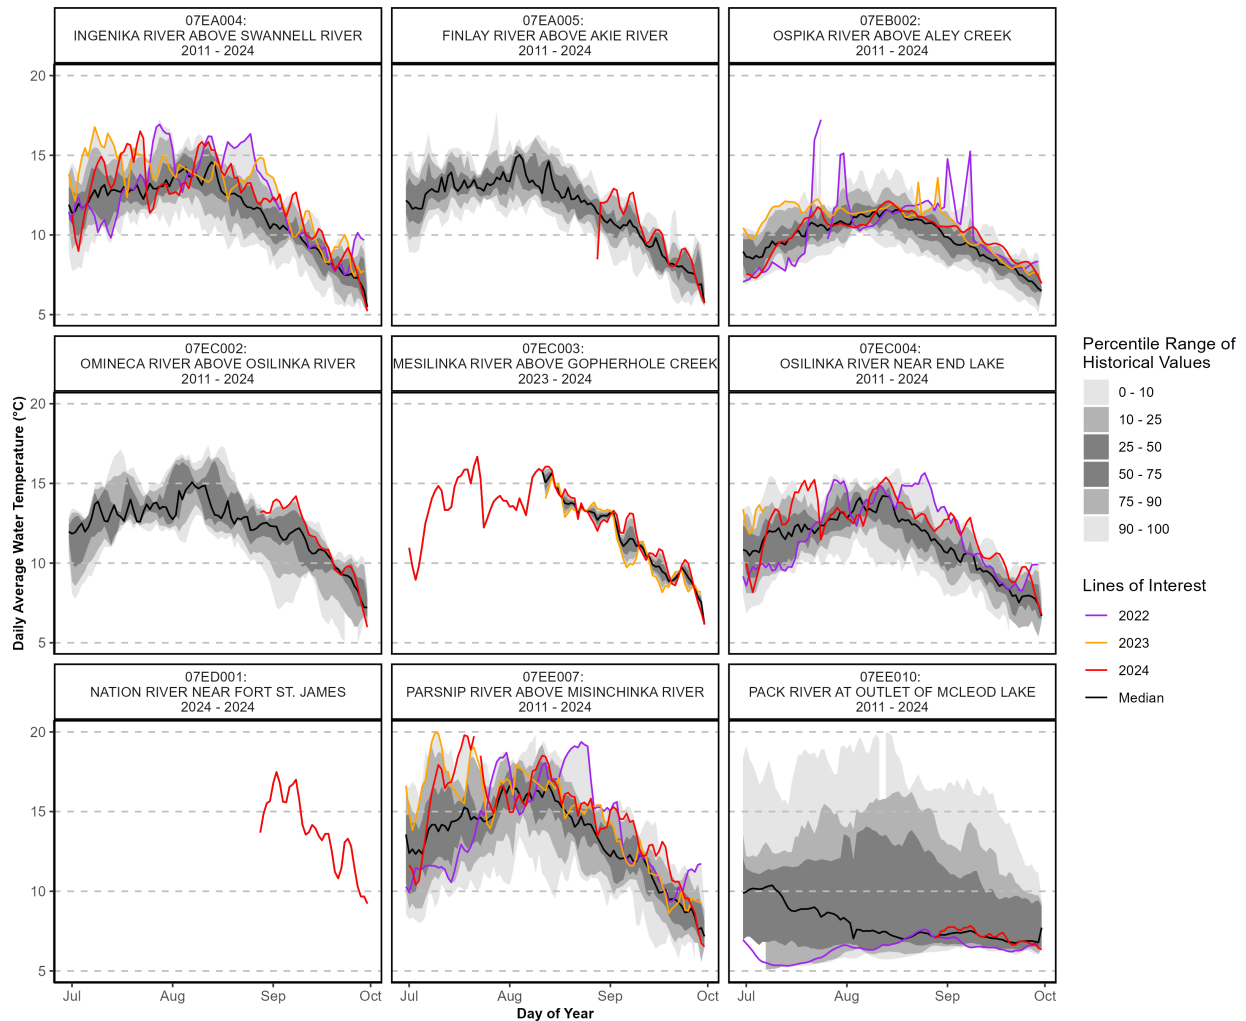 07EA004:
INGENIKA RIVER ABOVE SWANNELL RIVER
2011 - 2024
07EA005:
FINLAY RIVER ABOVE AKIE RIVER
2011 - 2024
07EB002:
OSPIKA RIVER ABOVE ALEY CREEK
2011 - 2024
20
15
10
5
07EC002:
OMINECA RIVER ABOVE OSILINKA RIVER
2011 - 2024
07EC003:
MESILINKA RIVER ABOVE GOPHERHOLE CREEK
2023 - 2024
07EC004:
OSILINKA RIVER NEAR END LAKE
2011 - 2024
20
15
10
5
Daily Average Water Temperature (°C)
07ED001:
NATION RIVER NEAR FORT ST. JAMES
2024 - 2024
07EE007:
PARSNIP RIVER ABOVE MISINCHINKA RIVER
2011 - 2024
07EE010:
PACK RIVER AT OUTLET OF MCLEOD LAKE
2011 - 2024
20
15
10
5
Jul Aug Sep Oct
Jul Aug Sep Oct
Jul Aug Sep Oct
Day of Year
Percentile Range of
Historical Values
0 - 10
10 - 25
25 - 50
50 - 75
75 - 90
90 - 100
Lines of Interest
2022
2023
2024
Median